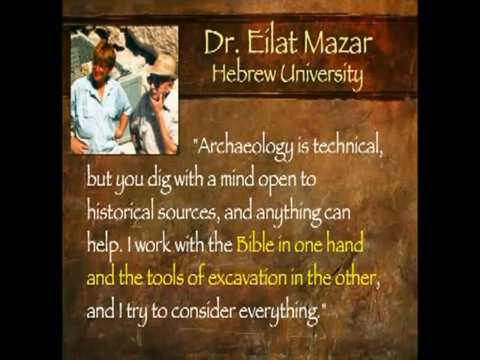 Dr. Eilat Mazar
Hebrew University
"Archaeology is technical,
but you dig with a mind open to
historical sources, and anything can
help. I work with the Bible in one hand
and the tools of excavation in the other,
and I try to consider everything."